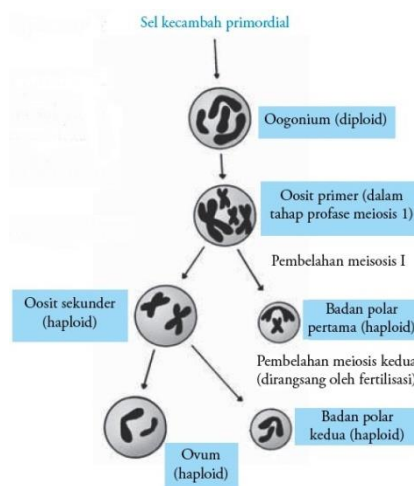 Sel kecambah primordial
Oogonium (diploid)
Oosit primer (dalam
tahap profase meiosis 1)
Pembelahan meisosis I
Oosit sekunder
(haploid)
Badan polar
pertama (haploid)
Pembelahan meiosis kedua
(dirangsang oleh fertilisasi)
Badan polar
kedua (haploid)
Ovum
(haploid)